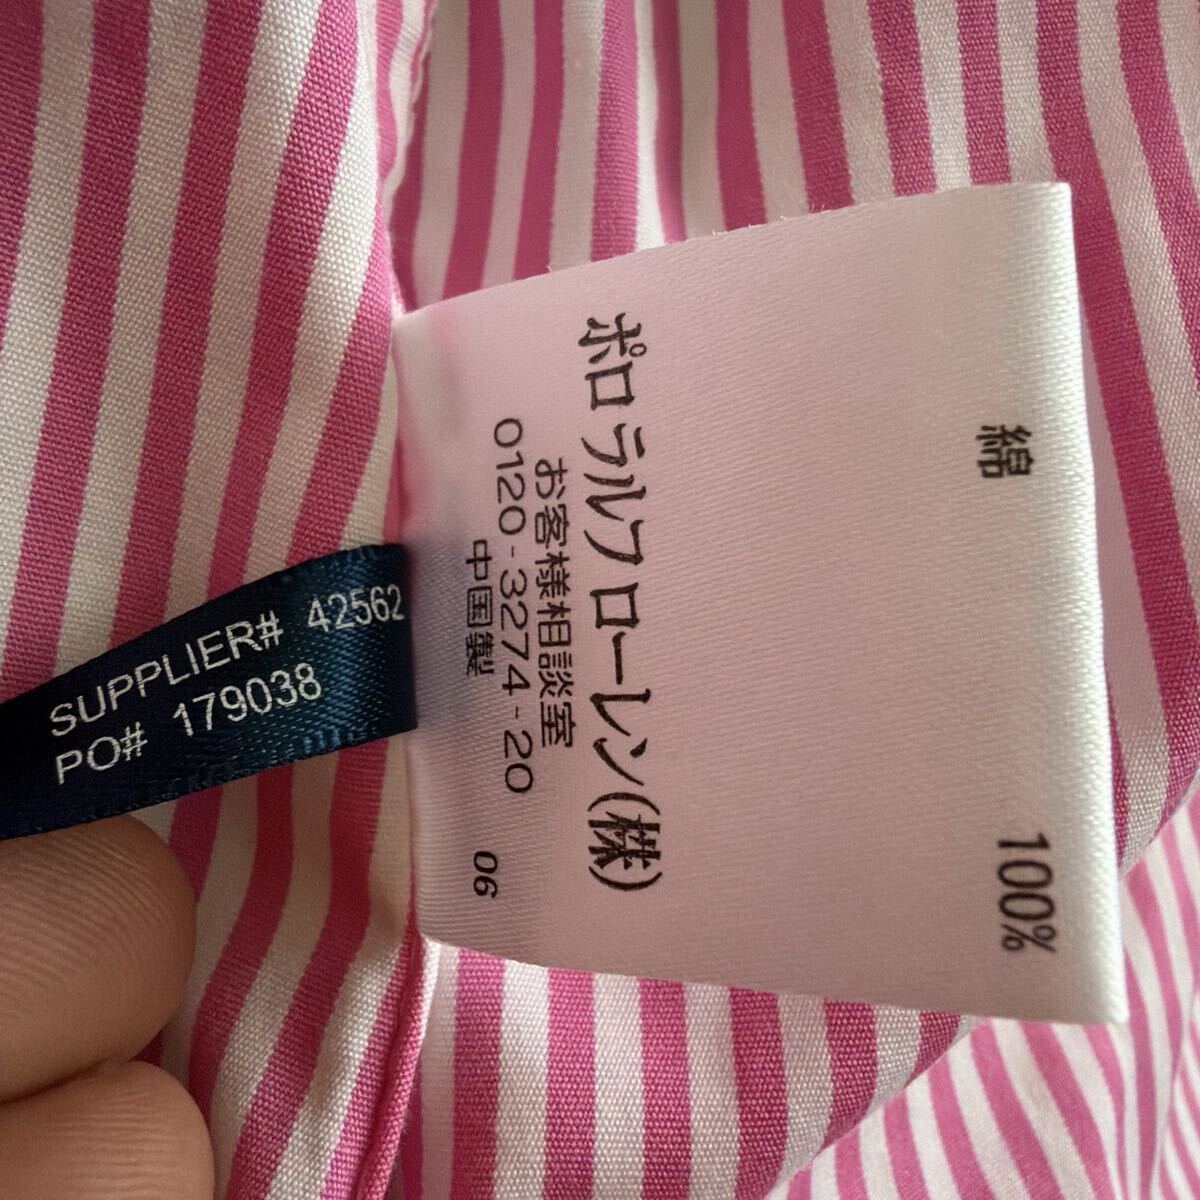 綿 100%
ポロ ラルフ ローレン(株)
お客様相談室
0120-3274-20
中国製 06
SUPPLIER# 42562
PO# 179038